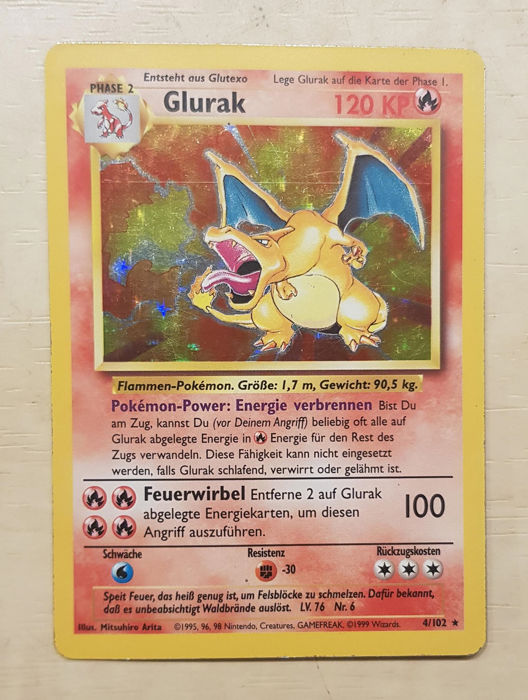 Entsteht aus Glutexo Lege Glurak auf die Karte der Phase 1.
PHASE 2
Glurak 120 KP
Flammen-Pokémon. Größe: 1,7 m, Gewicht: 90,5 kg.
Pokémon-Power: Energie verbrennen Bist Du
am Zug, kannst Du (vor Deinem Angriff) beliebig oft alle auf
Glurak abgelegte Energie in Energie für den Rest des
Zugs verwandeln. Diese Fähigkeit kann nicht eingesetzt
werden, falls Glurak schlafend, verwirrt oder gelähmt ist.
Feuerwirbel Entferne 2 auf Glurak
abgelegte Energiekarten, um diesen
Angriff auszuführen.
100
Schwäche Resistenz Rückzugskosten
-30
Speit Feuer, das heiß genug ist, um Felsblöcke zu schmelzen. Dafür bekannt,
daß es unbeabsichtigt Waldbrände auslöst. LV. 76 Nr. 6
Illus. Mitsuhiro Arita ©1995, 96, 98 Nintendo, Creatures, GAMEFREAK. ©1999 Wizards. 4/102 ★